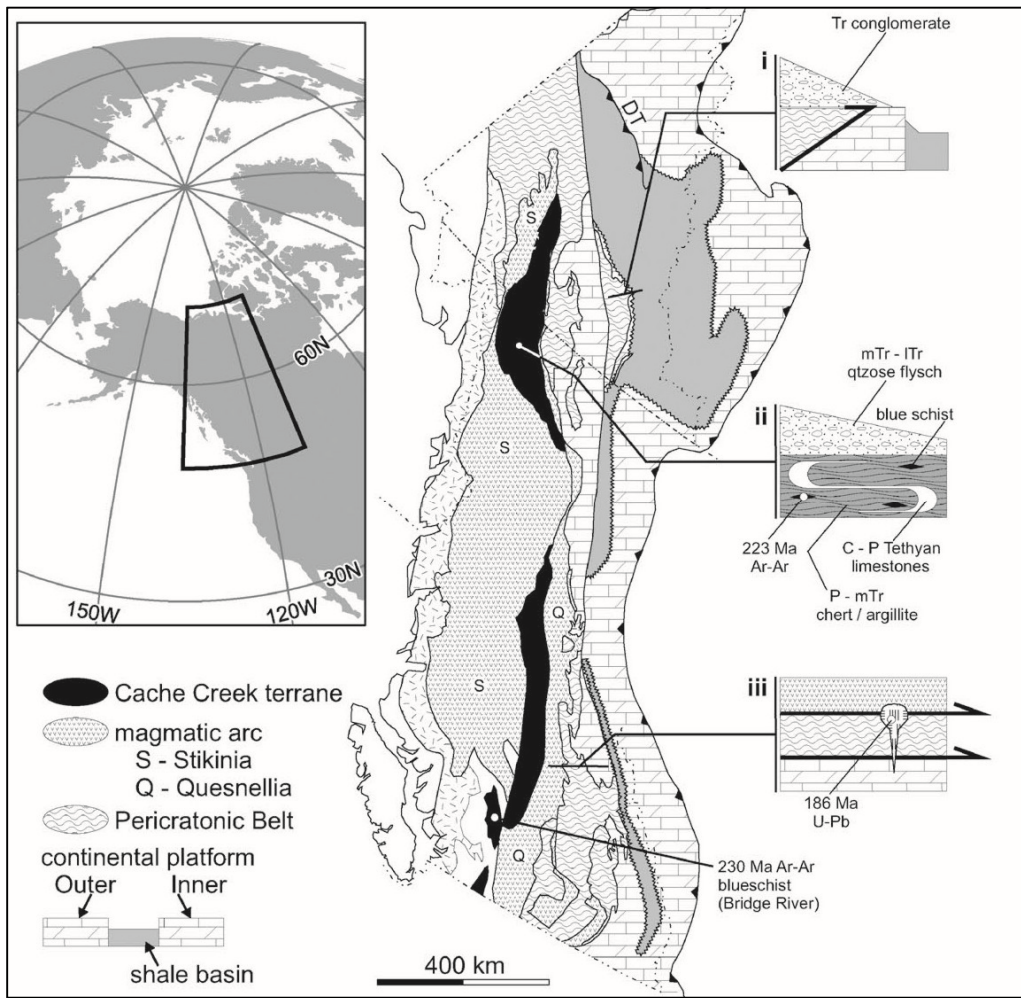 60N
30N
150W
120W
Cache Creek terrane
magmatic arc
S - Stikinia
Q - Quesnellia
Pericratonic Belt
continental platform
Outer
Inner
shale basin
DT
S
S
Q
S
Q
400 km
i
Tr conglomerate
ii
mTr - lTr
qtzose flysch
blue schist
223 Ma
Ar-Ar
C - P Tethyan
limestones
P - mTr
chert / argillite
iii
186 Ma
U-Pb
230 Ma Ar-Ar
blueschist
(Bridge River)